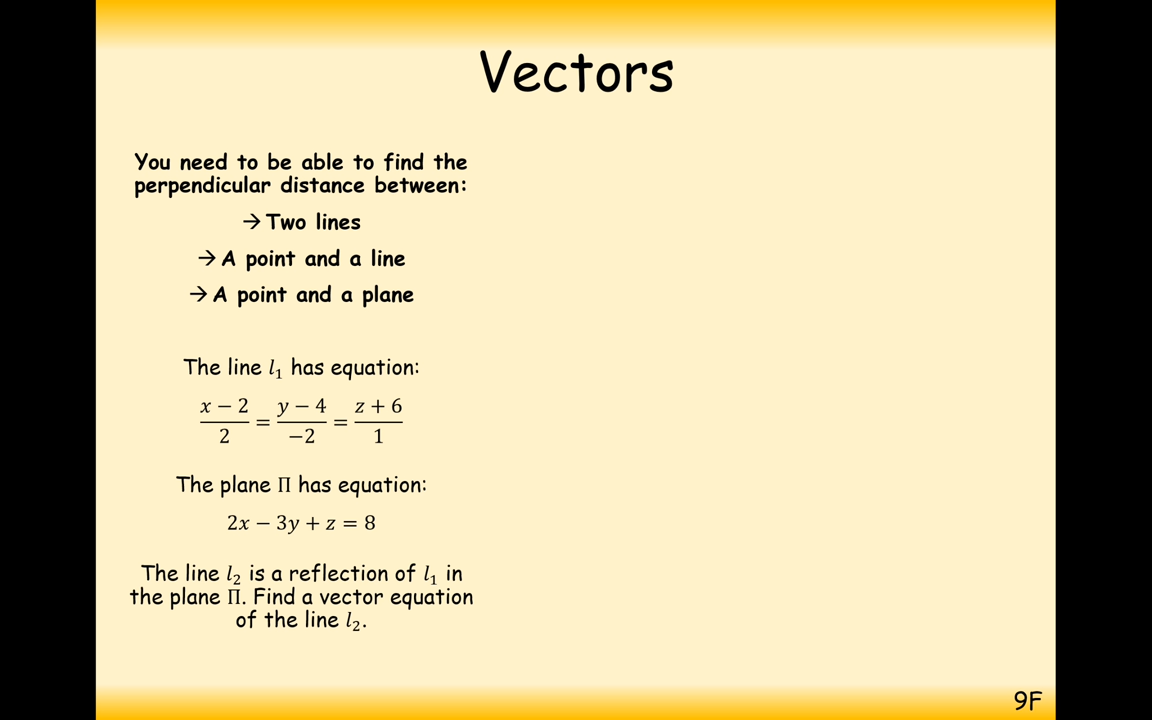 Vectors
You need to be able to find the
perpendicular distance between:
→ Two lines
→ A point and a line
→ A point and a plane
The line l₁ has equation:
(x − 2)/2 = (y − 4)/−2 = (z + 6)/1
The plane Π has equation:
2x − 3y + z = 8
The line l₂ is a reflection of l₁ in
the plane Π. Find a vector equation
of the line l₂.
9F